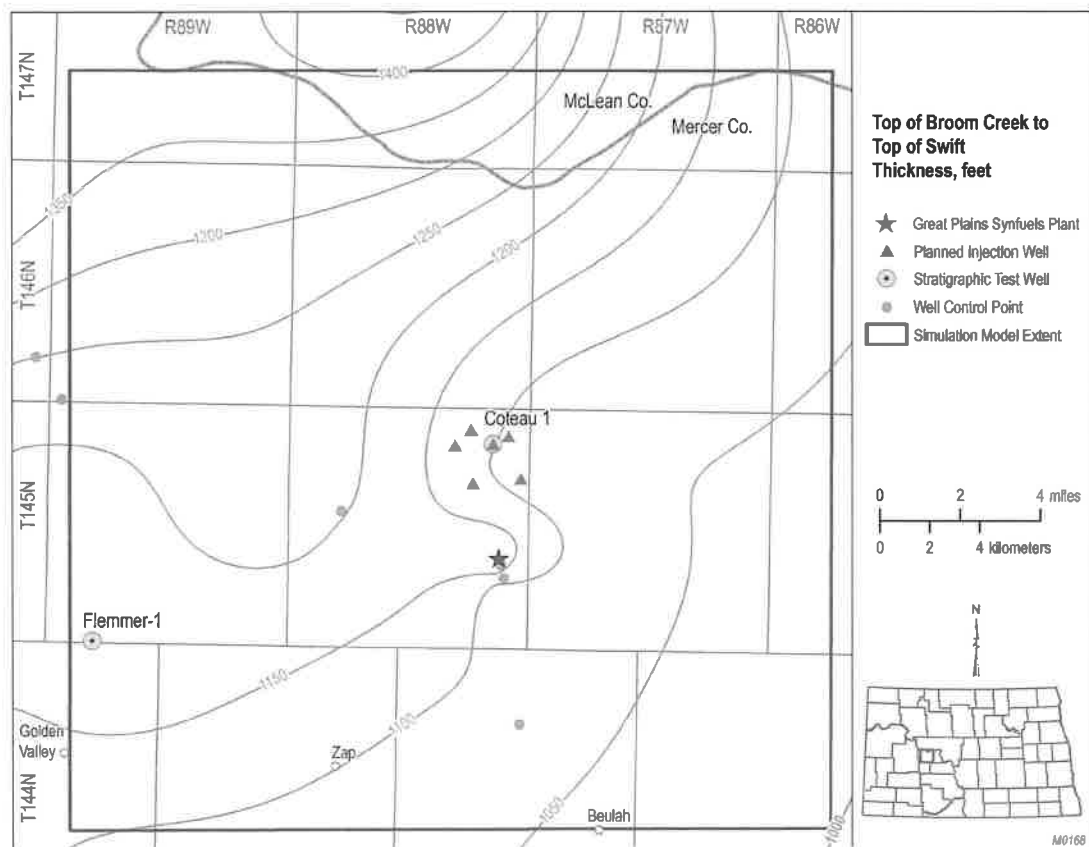 R89W
R88W
R87W
R86W
T147N
1400
McLean Co.
Mercer Co.
1350
1200
1250
1200
T146N
Coteau 1
T145N
Flemmer-1
1150
1100
Golden
Valley
Zap
T144N
1050
Beulah
1000
Top of Broom Creek to
Top of Swift
Thickness, feet
Great Plains Synfuels Plant
Planned Injection Well
Stratigraphic Test Well
Well Control Point
Simulation Model Extent
0 2 4 miles
0 2 4 kilometers
N
M0168